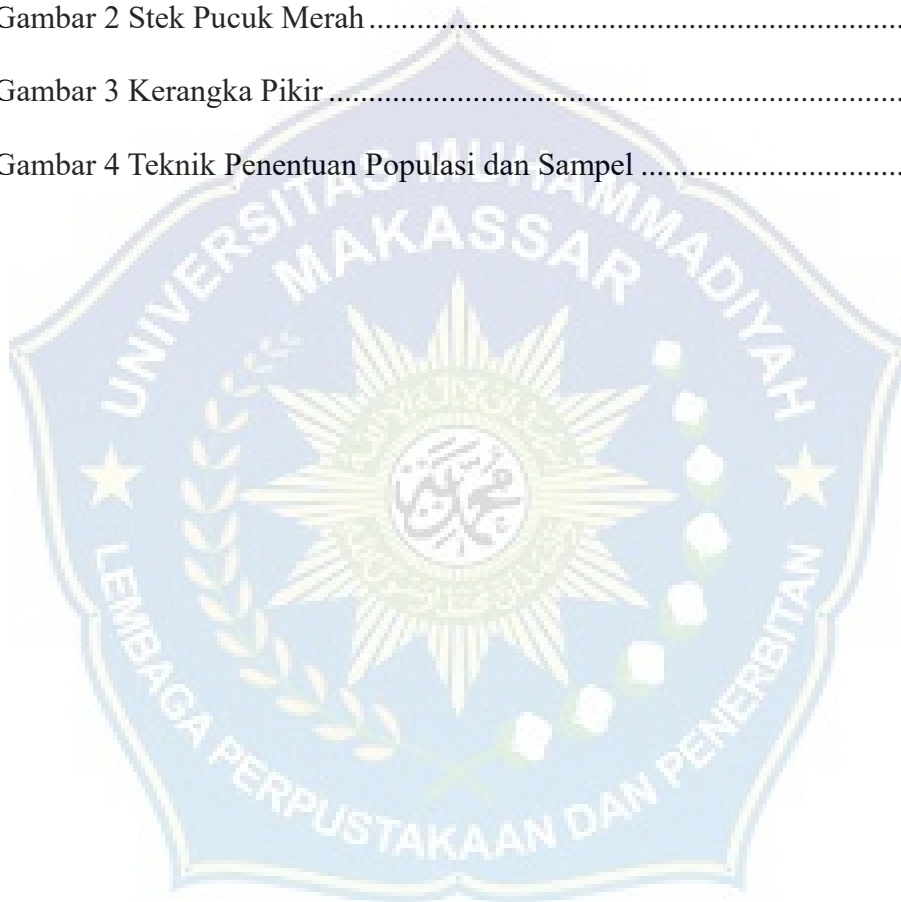 Gambar 2 Stek Pucuk Merah ....................................................................
Gambar 3 Kerangka Pikir .........................................................................
Gambar 4 Teknik Penentuan Populasi dan Sampel .................................
UNIVERSITAS MUHAMMADIYAH
MAKASSAR
محمدية
LEMBAGA PERPUSTAKAAN DAN PENERBITAN